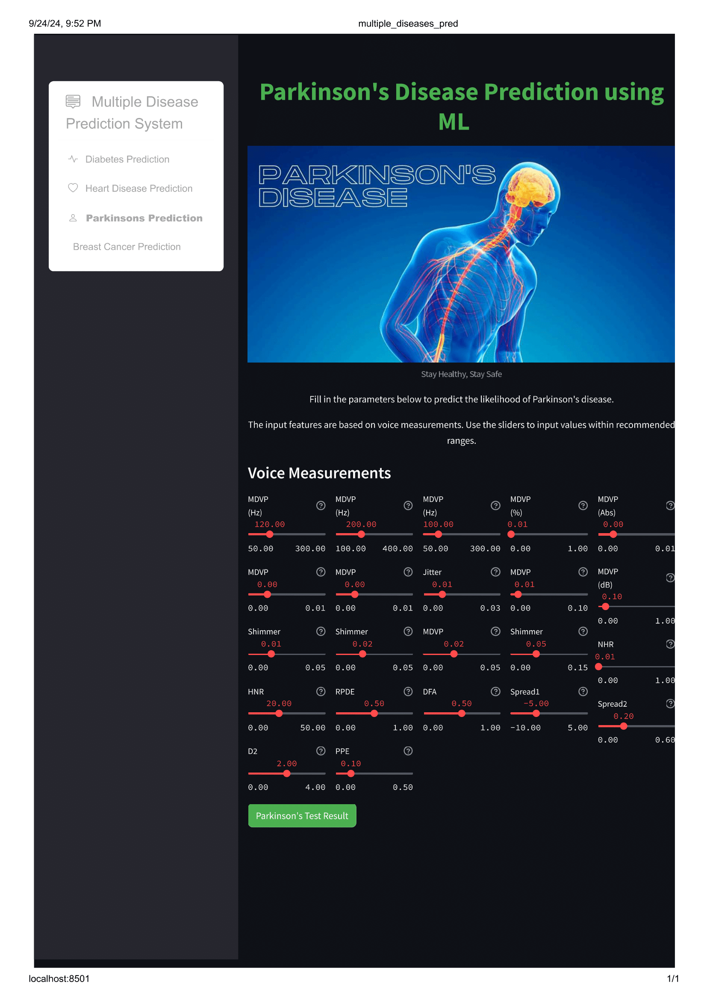 9/24/24, 9:52 PM
multiple_diseases_pred
Multiple Disease
Prediction System
Diabetes Prediction
Heart Disease Prediction
Parkinsons Prediction
Breast Cancer Prediction
Parkinson's Disease Prediction using
ML
PARKINSON'S
DISEASE
Stay Healthy, Stay Safe
Fill in the parameters below to predict the likelihood of Parkinson's disease.
The input features are based on voice measurements. Use the sliders to input values within recommended
ranges.
Voice Measurements
MDVP
(Hz)
120.00
50.00 300.00
MDVP
(Hz)
200.00
100.00 400.00
MDVP
(Hz)
100.00
50.00 300.00
MDVP
(%)
0.01
0.00 1.00
MDVP
(Abs)
0.00
0.00 0.01
MDVP
0.00
0.00 0.01
MDVP
0.00
0.00 0.01
Jitter
0.01
0.00 0.03
MDVP
0.01
0.00 0.10
MDVP
(dB)
0.10
0.00 1.00
Shimmer
0.01
0.00 0.05
Shimmer
0.02
0.00 0.05
MDVP
0.02
0.00 0.05
Shimmer
0.05
0.00 0.15
NHR
0.01
0.00 1.00
HNR
20.00
0.00 50.00
RPDE
0.50
0.00 1.00
DFA
0.50
0.00 1.00
Spread1
-5.00
-10.00 5.00
Spread2
0.20
0.00 0.60
D2
2.00
0.00 4.00
PPE
0.10
0.00 0.50
Parkinson's Test Result
localhost:8501
1/1